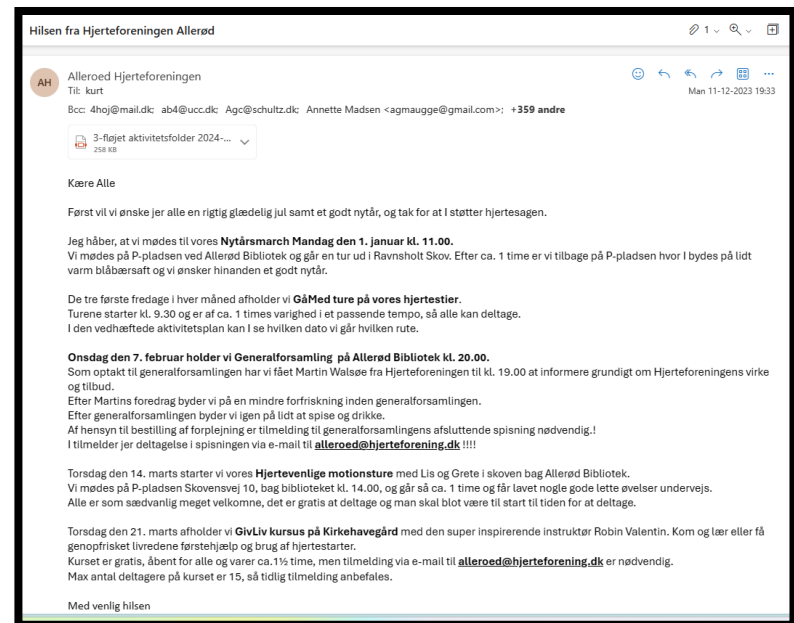 Hilsen fra Hjerteforeningen Allerød
1
AH
Alleroed Hjerteforeningen
Til: kurt
Man 11-12-2023 19:33
Bcc: 4hoj@mail.dk; ab4@ucc.dk; Agc@schultz.dk; Annette Madsen <agmaugge@gmail.com>; +359 andre
3-fløjet aktivitetsfolder 2024-...
258 KB
Kære Alle
Først vil vi ønske jer alle en rigtig glædelig jul samt et godt nytår, og tak for at I støtter hjertesagen.
Jeg håber, at vi mødes til vores Nytårsmarch Mandag den 1. januar kl. 11.00.
Vi mødes på P-pladsen ved Allerød Bibliotek og går en tur ud i Ravnsholt Skov. Efter ca. 1 time er vi tilbage på P-pladsen hvor I bydes på lidt
varm blåbærsaft og vi ønsker hinanden et godt nytår.
De tre første fredage i hver måned afholder vi GåMed ture på vores hjertestier.
Turene starter kl. 9.30 og er af ca. 1 times varighed i et passende tempo, så alle kan deltage.
I den vedhæftede aktivitetsplan kan I se hvilken dato vi går hvilken rute.
Onsdag den 7. februar holder vi Generalforsamling på Allerød Bibliotek kl. 20.00.
Som optakt til generalforsamlingen har vi fået Martin Walsøe fra Hjerteforeningen til kl. 19.00 at informere grundigt om Hjerteforeningens virke
og tilbud.
Efter Martins foredrag byder vi på en mindre forfriskning inden generalforsamlingen.
Efter generalforsamlingen byder vi igen på lidt at spise og drikke.
Af hensyn til bestilling af forplejning er tilmelding til generalforsamlingens afsluttende spisning nødvendig.!
I tilmelder jer deltagelse i spisningen via e-mail til alleroed@hjerteforening.dk !!!!
Torsdag den 14. marts starter vi vores Hjertevenlige motionsture med Lis og Grete i skoven bag Allerød Bibliotek.
Vi mødes på P-pladsen Skovensvej 10, bag biblioteket kl. 14.00, og går så ca. 1 time og får lavet nogle gode lette øvelser undervejs.
Alle er som sædvanlig meget velkomne, det er gratis at deltage og man skal blot være til start til tiden for at deltage.
Torsdag den 21. marts afholder vi GivLiv kursus på Kirkehavegård med den super inspirerende instruktør Robin Valentin. Kom og lær eller få
genopfrisket livredene førstehjælp og brug af hjertestarter.
Kurset er gratis, åbent for alle og varer ca.1½ time, men tilmelding via e-mail til alleroed@hjerteforening.dk er nødvendig.
Max antal deltagere på kurset er 15, så tidlig tilmelding anbefales.
Med venlig hilsen